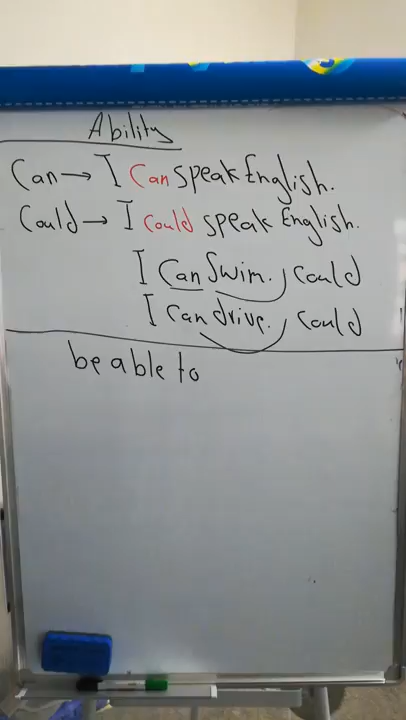 Ability
Can → I Can speak English.
Could → I could speak English.
I Can Swim. Could
I Can drive. Could
be able to